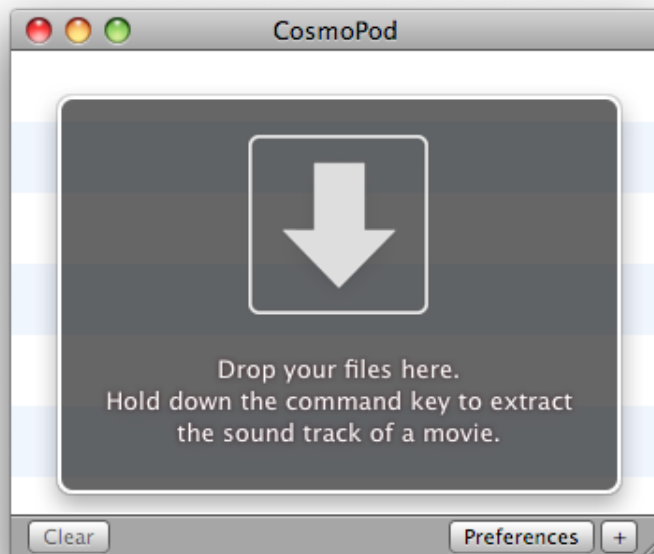 CosmoPod
Drop your files here.
Hold down the command key to extract
the sound track of a movie.
Clear
Preferences
+